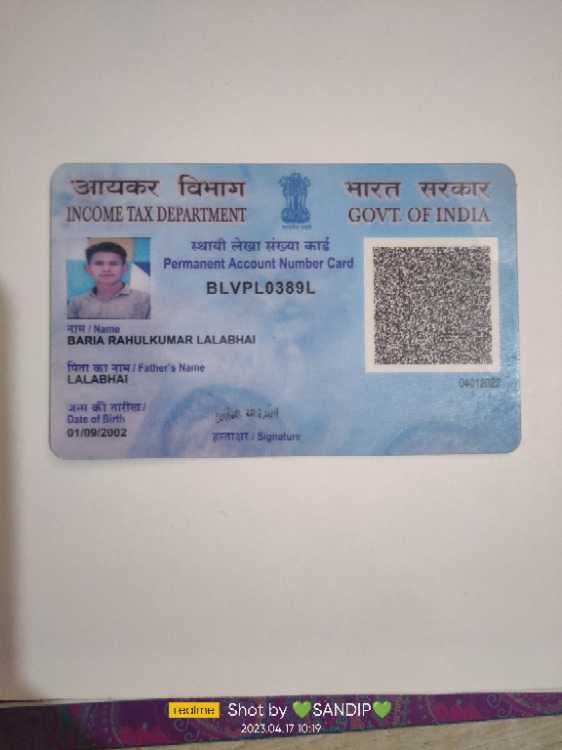 आयकर विभाग
INCOME TAX DEPARTMENT
भारत सरकार
GOVT. OF INDIA
स्थायी लेखा संख्या कार्ड
Permanent Account Number Card
BLVPL0389L
नाम / Name
BARIA RAHULKUMAR LALABHAI
पिता का नाम / Father's Name
LALABHAI
04012022
जन्म की तारीख /
Date of Birth
01/09/2002
हस्ताक्षर / Signature
realme Shot by 💚SANDIP💚
2023.04.17 10:19